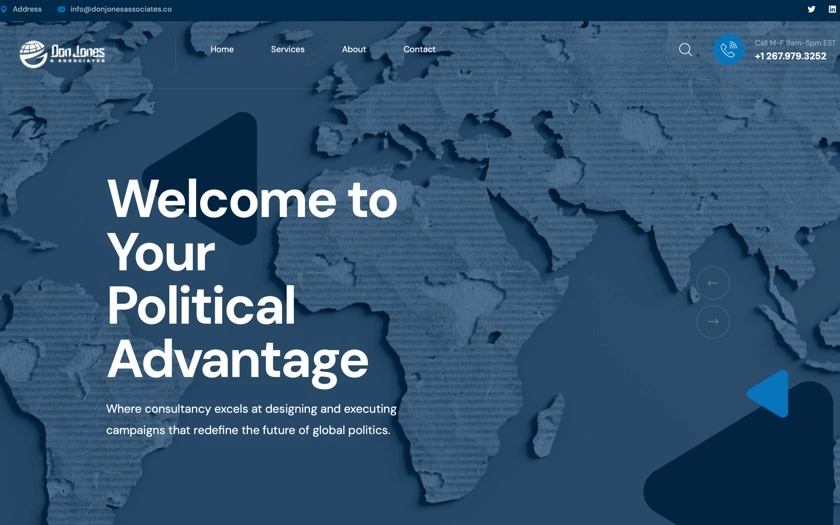 Address
info@donjonesassociates.co
Don Jones
& ASSOCIATES
Home
Services
About
Contact
Call M-F 9am-5pm EST
+1 267.979.3252
Welcome to
Your
Political
Advantage
Where consultancy excels at designing and executing
campaigns that redefine the future of global politics.